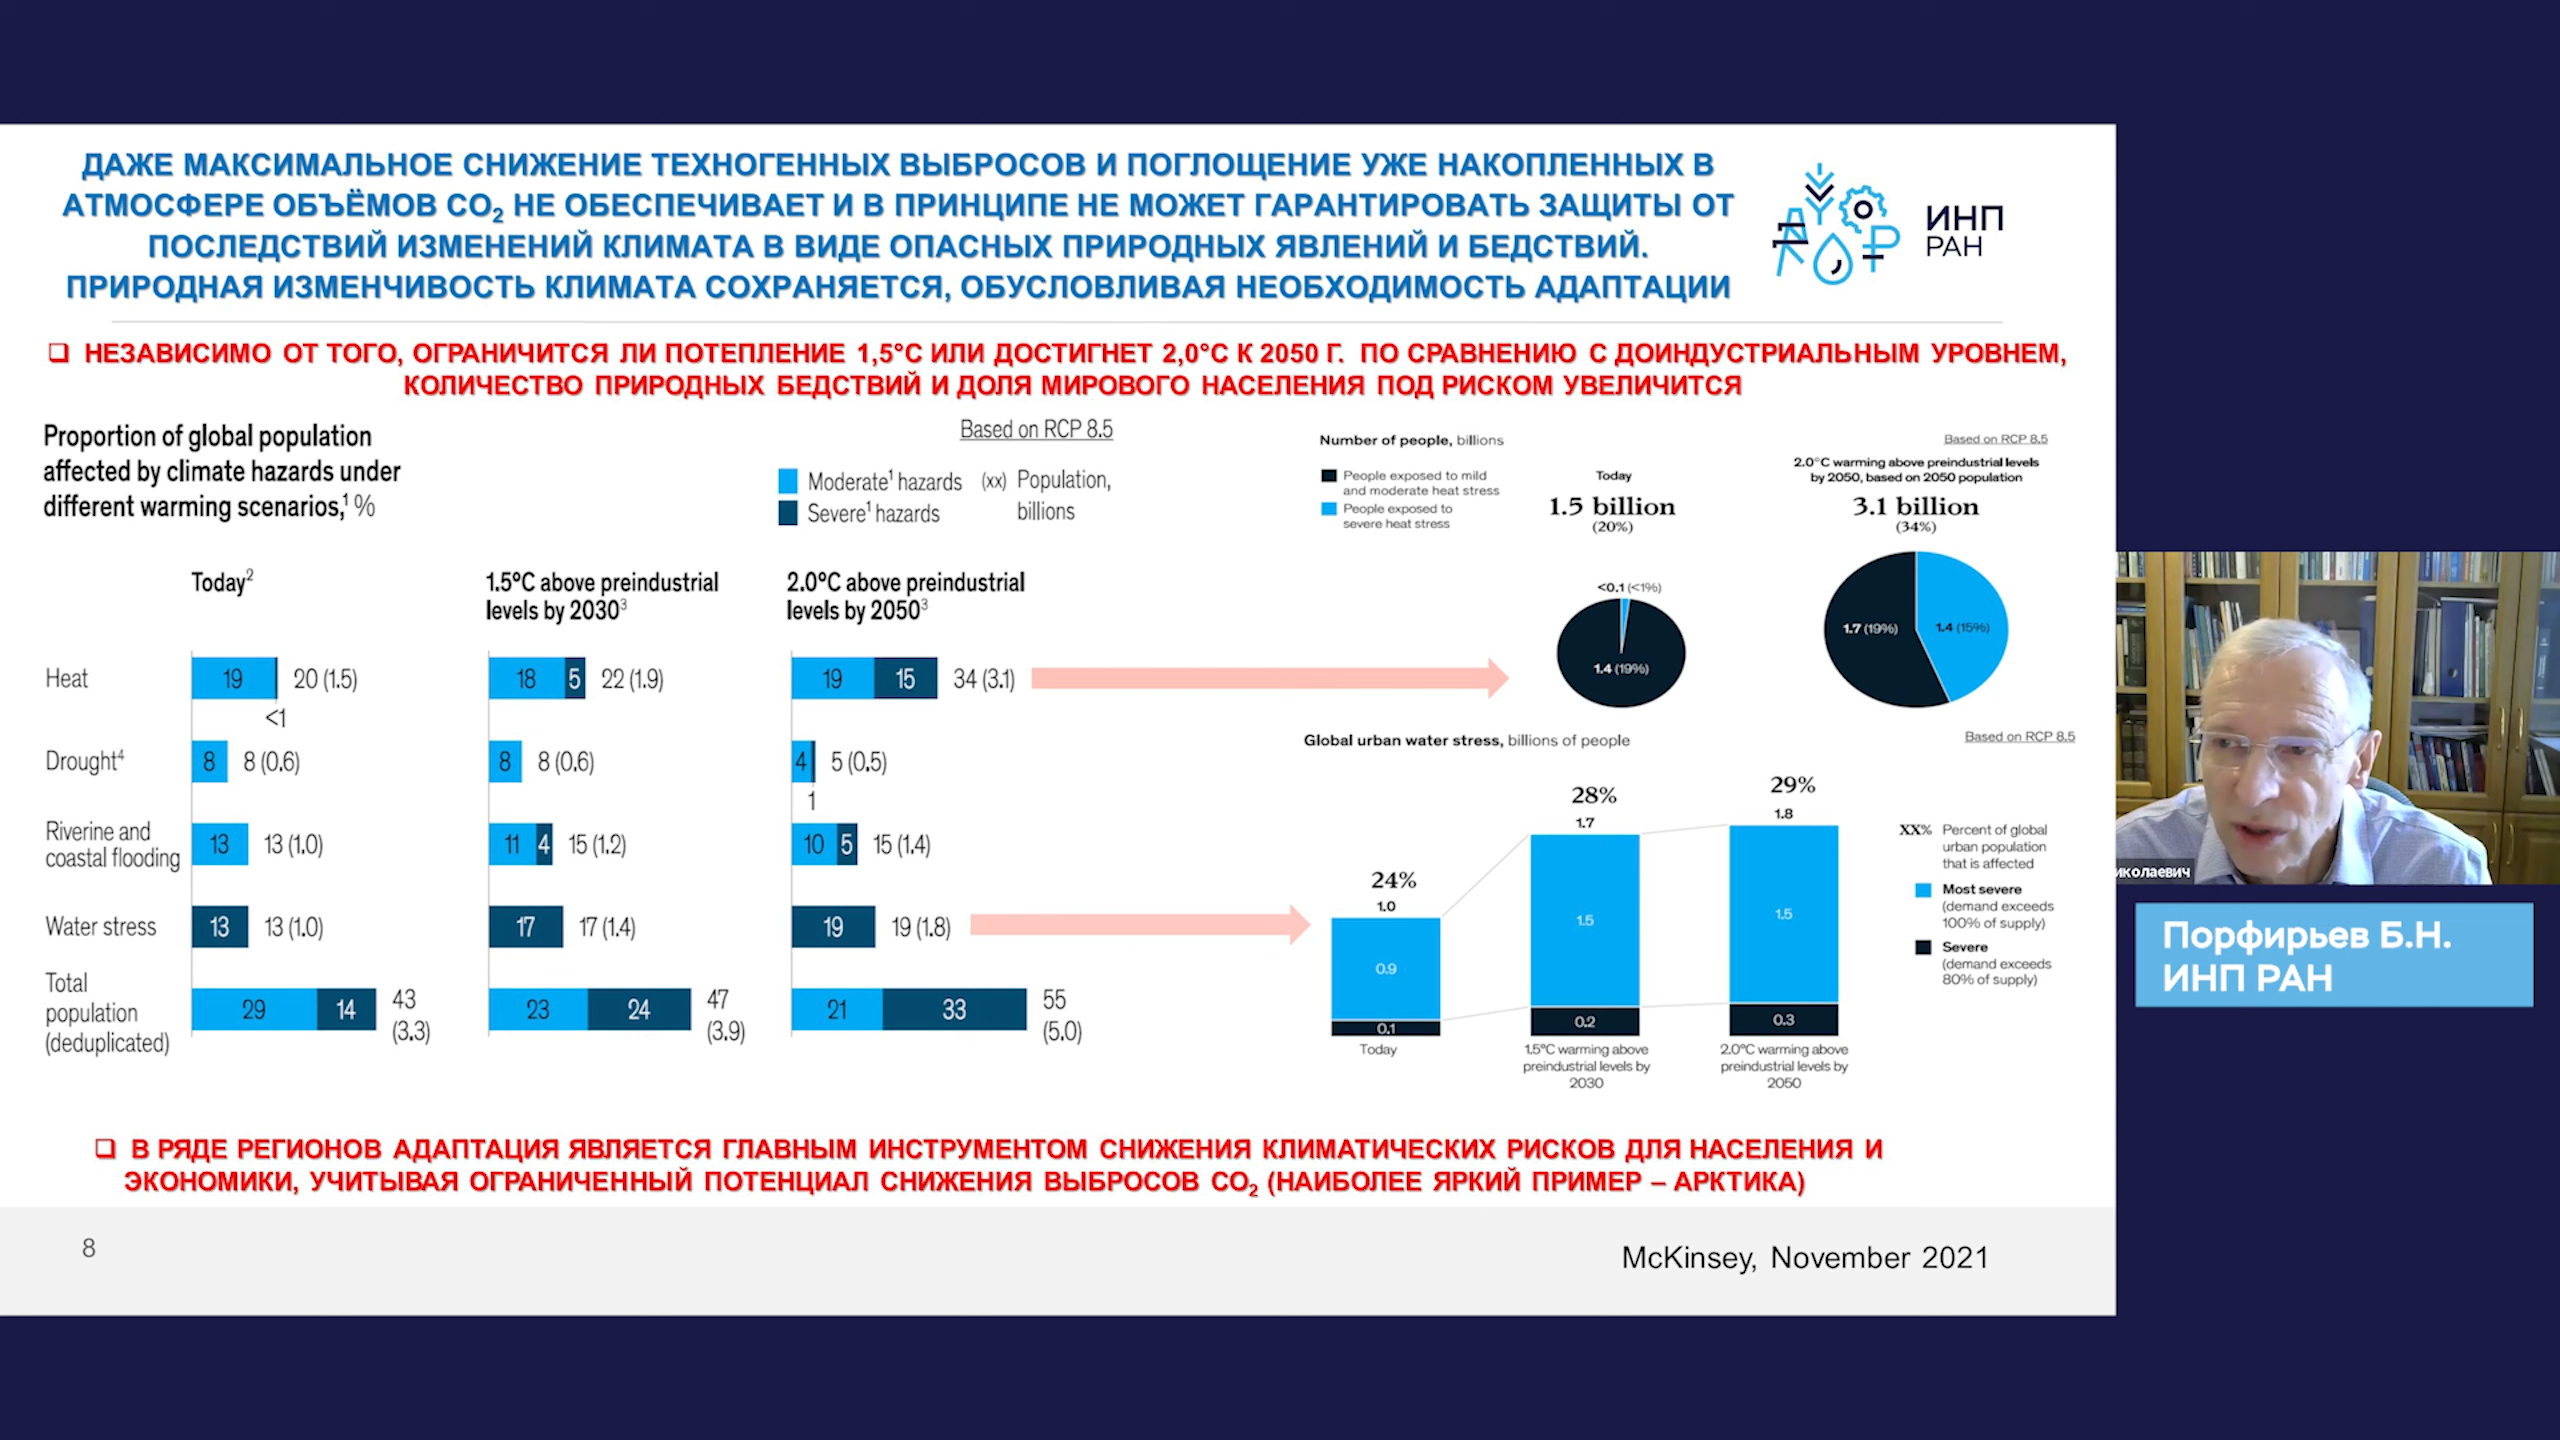 ДАЖЕ МАКСИМАЛЬНОЕ СНИЖЕНИЕ ТЕХНОГЕННЫХ ВЫБРОСОВ И ПОГЛОЩЕНИЕ УЖЕ НАКОПЛЕННЫХ В
АТМОСФЕРЕ ОБЪЁМОВ СО2 НЕ ОБЕСПЕЧИВАЕТ И В ПРИНЦИПЕ НЕ МОЖЕТ ГАРАНТИРОВАТЬ ЗАЩИТЫ ОТ
ПОСЛЕДСТВИЙ ИЗМЕНЕНИЙ КЛИМАТА В ВИДЕ ОПАСНЫХ ПРИРОДНЫХ ЯВЛЕНИЙ И БЕДСТВИЙ.
ПРИРОДНАЯ ИЗМЕНЧИВОСТЬ КЛИМАТА СОХРАНЯЕТСЯ, ОБУСЛОВЛИВАЯ НЕОБХОДИМОСТЬ АДАПТАЦИИ
ИНП
РАН
НЕЗАВИСИМО ОТ ТОГО, ОГРАНИЧИТСЯ ЛИ ПОТЕПЛЕНИЕ 1,5°С ИЛИ ДОСТИГНЕТ 2,0°С К 2050 Г. ПО СРАВНЕНИЮ С ДОИНДУСТРИАЛЬНЫМ УРОВНЕМ,
КОЛИЧЕСТВО ПРИРОДНЫХ БЕДСТВИЙ И ДОЛЯ МИРОВОГО НАСЕЛЕНИЯ ПОД РИСКОМ УВЕЛИЧИТСЯ
Proportion of global population
affected by climate hazards under
different warming scenarios,1 %
Based on RCP 8.5
Moderate1 hazards (xx) Population,
Severe1 hazards billions
Today2
1.5°C above preindustrial
levels by 20303
2.0°C above preindustrial
levels by 20503
Heat 19 20 (1.5) 18 5 22 (1.9) 19 15 34 (3.1)
<1
Drought4 8 8 (0.6) 8 8 (0.6) 4 5 (0.5)
1
Riverine and
coastal flooding 13 13 (1.0) 11 4 15 (1.2) 10 5 15 (1.4)
Water stress 13 13 (1.0) 17 17 (1.4) 19 19 (1.8)
Total
population
(deduplicated)
29 14 43
(3.3)
23 24 47
(3.9)
21 33 55
(5.0)
Number of people, billions
People exposed to mild
and moderate heat stress
People exposed to
severe heat stress
Today
1.5 billion
(20%)
<0.1 (<1%)
1.4 (19%)
Based on RCP 8.5
2.0°C warming above preindustrial levels
by 2050, based on 2050 population
3.1 billion
(34%)
1.7 (19%) 1.4 (15%)
Global urban water stress, billions of people
Based on RCP 8.5
24%
1.0
0.9
0.1
Today
28%
1.7
1.5
0.2
1.5°C warming above
preindustrial levels by
2030
29%
1.8
1.5
0.3
2.0°C warming above
preindustrial levels by
2050
XX% Percent of global
urban population
that is affected
Most severe
(demand exceeds
100% of supply)
Severe
(demand exceeds
80% of supply)
В РЯДЕ РЕГИОНОВ АДАПТАЦИЯ ЯВЛЯЕТСЯ ГЛАВНЫМ ИНСТРУМЕНТОМ СНИЖЕНИЯ КЛИМАТИЧЕСКИХ РИСКОВ ДЛЯ НАСЕЛЕНИЯ И
ЭКОНОМИКИ, УЧИТЫВАЯ ОГРАНИЧЕННЫЙ ПОТЕНЦИАЛ СНИЖЕНИЯ ВЫБРОСОВ СО2 (НАИБОЛЕЕ ЯРКИЙ ПРИМЕР – АРКТИКА)
8
McKinsey, November 2021
иколаевич
Порфирьев Б.Н.
ИНП РАН